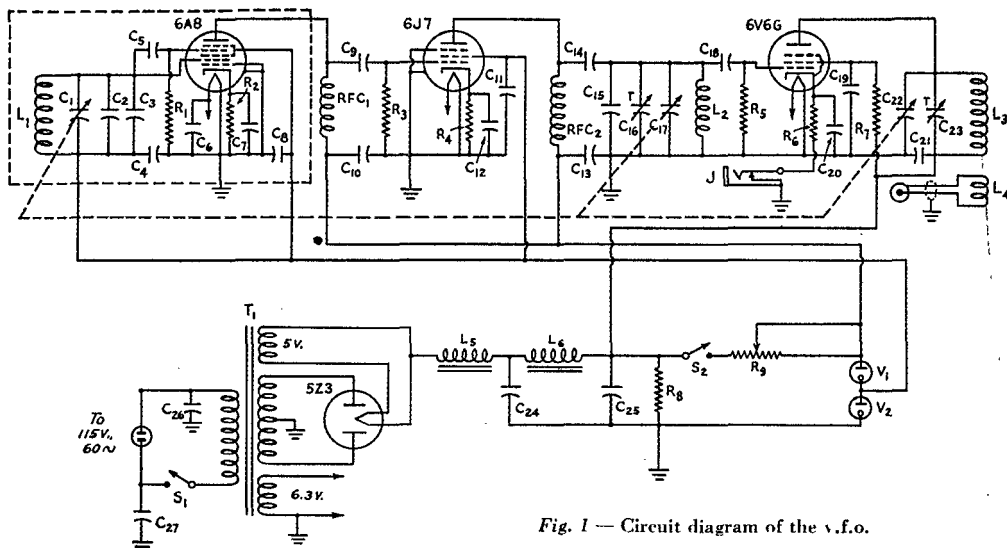 6A8
6J7
6V6G
C5
R2
C9
C11
C14
C18
C19
L1
C1
C2
C3
R1
C6
C7
C8
C4
RFC1
R3
R4
C10
C12
C15
T
C16
C17
RFC2
C13
L2
R5
R6
C20
R7
C22
T
C23
C21
L3
L4
J
T1
5V.
5Z3
6.3V.
L5
L6
C24
C25
R8
S2
R9
V1
V2
To
115V.,
60~
C26
S1
C27
Fig. 1 — Circuit diagram of the v.f.o.